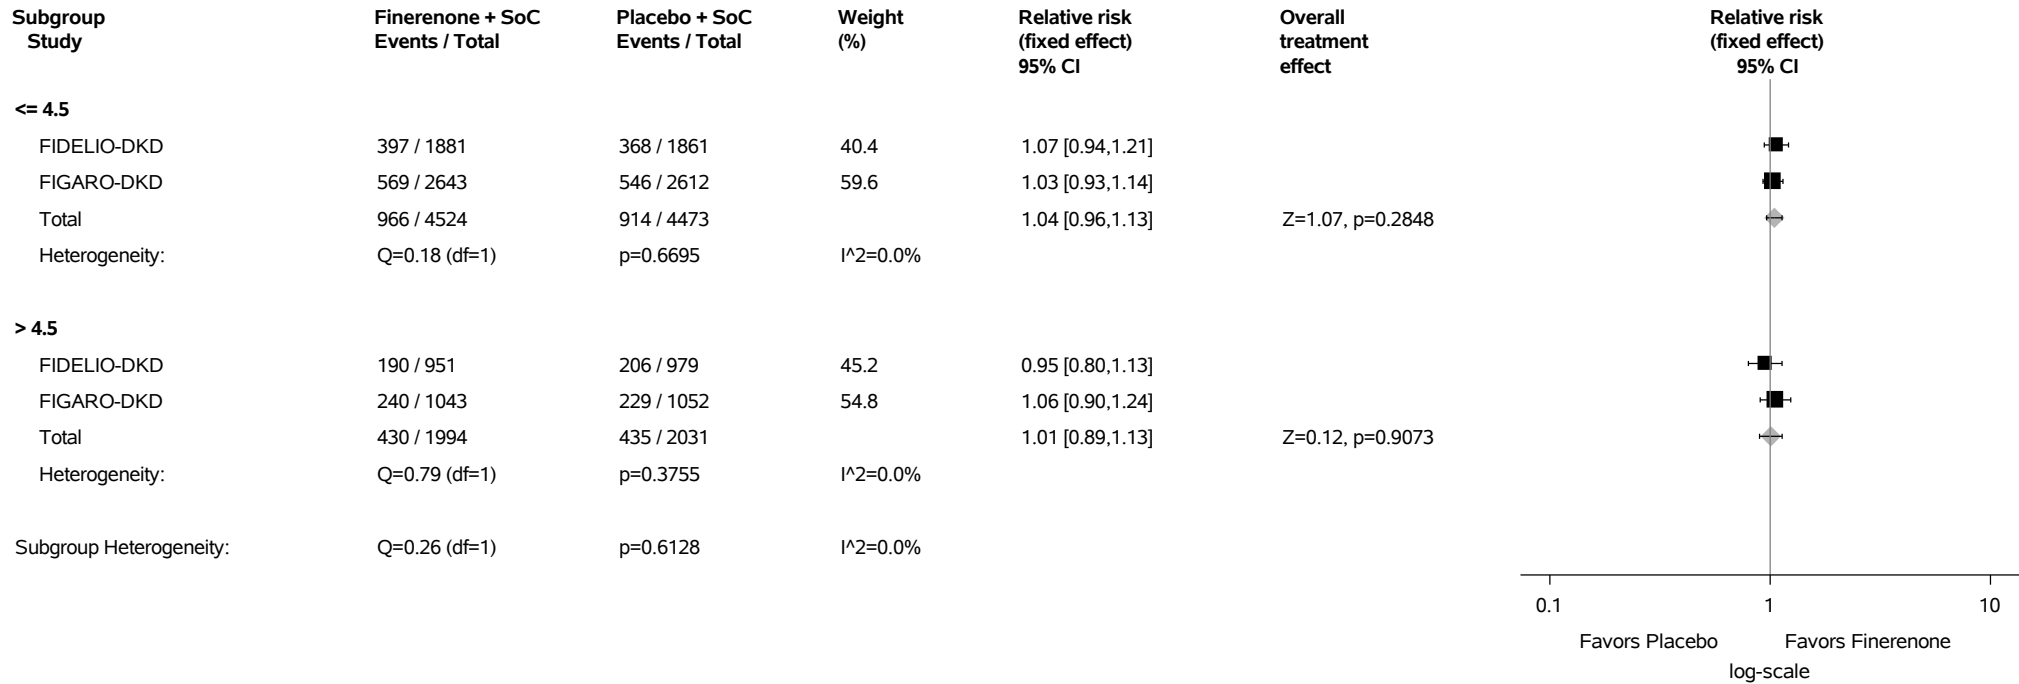 Subgroup Finerenone + SoC Placebo + SoC Weight Relative risk Overall Relative risk
Study Events / Total Events / Total (%) (fixed effect) treatment (fixed effect)
95% CI effect 95% CI
<= 4.5
FIDELIO-DKD 397 / 1881 368 / 1861 40.4 1.07 [0.94,1.21]
FIGARO-DKD 569 / 2643 546 / 2612 59.6 1.03 [0.93,1.14]
Total 966 / 4524 914 / 4473 1.04 [0.96,1.13] Z=1.07, p=0.2848
Heterogeneity: Q=0.18 (df=1) p=0.6695 I^2=0.0%
> 4.5
FIDELIO-DKD 190 / 951 206 / 979 45.2 0.95 [0.80,1.13]
FIGARO-DKD 240 / 1043 229 / 1052 54.8 1.06 [0.90,1.24]
Total 430 / 1994 435 / 2031 1.01 [0.89,1.13] Z=0.12, p=0.9073
Heterogeneity: Q=0.79 (df=1) p=0.3755 I^2=0.0%
Subgroup Heterogeneity: Q=0.26 (df=1) p=0.6128 I^2=0.0%
0.1 1 10
Favors Placebo Favors Finerenone
log-scale